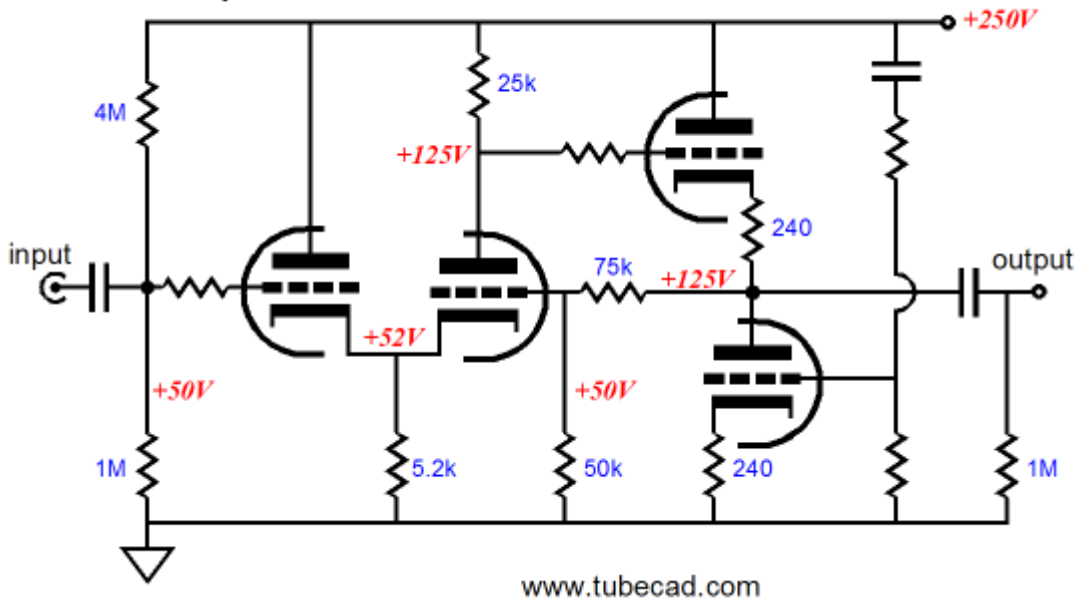 +250V
4M
25k
+125V
240
input
75k
+125V
output
+52V
+50V
+50V
1M
5.2k
50k
240
1M
www.tubecad.com